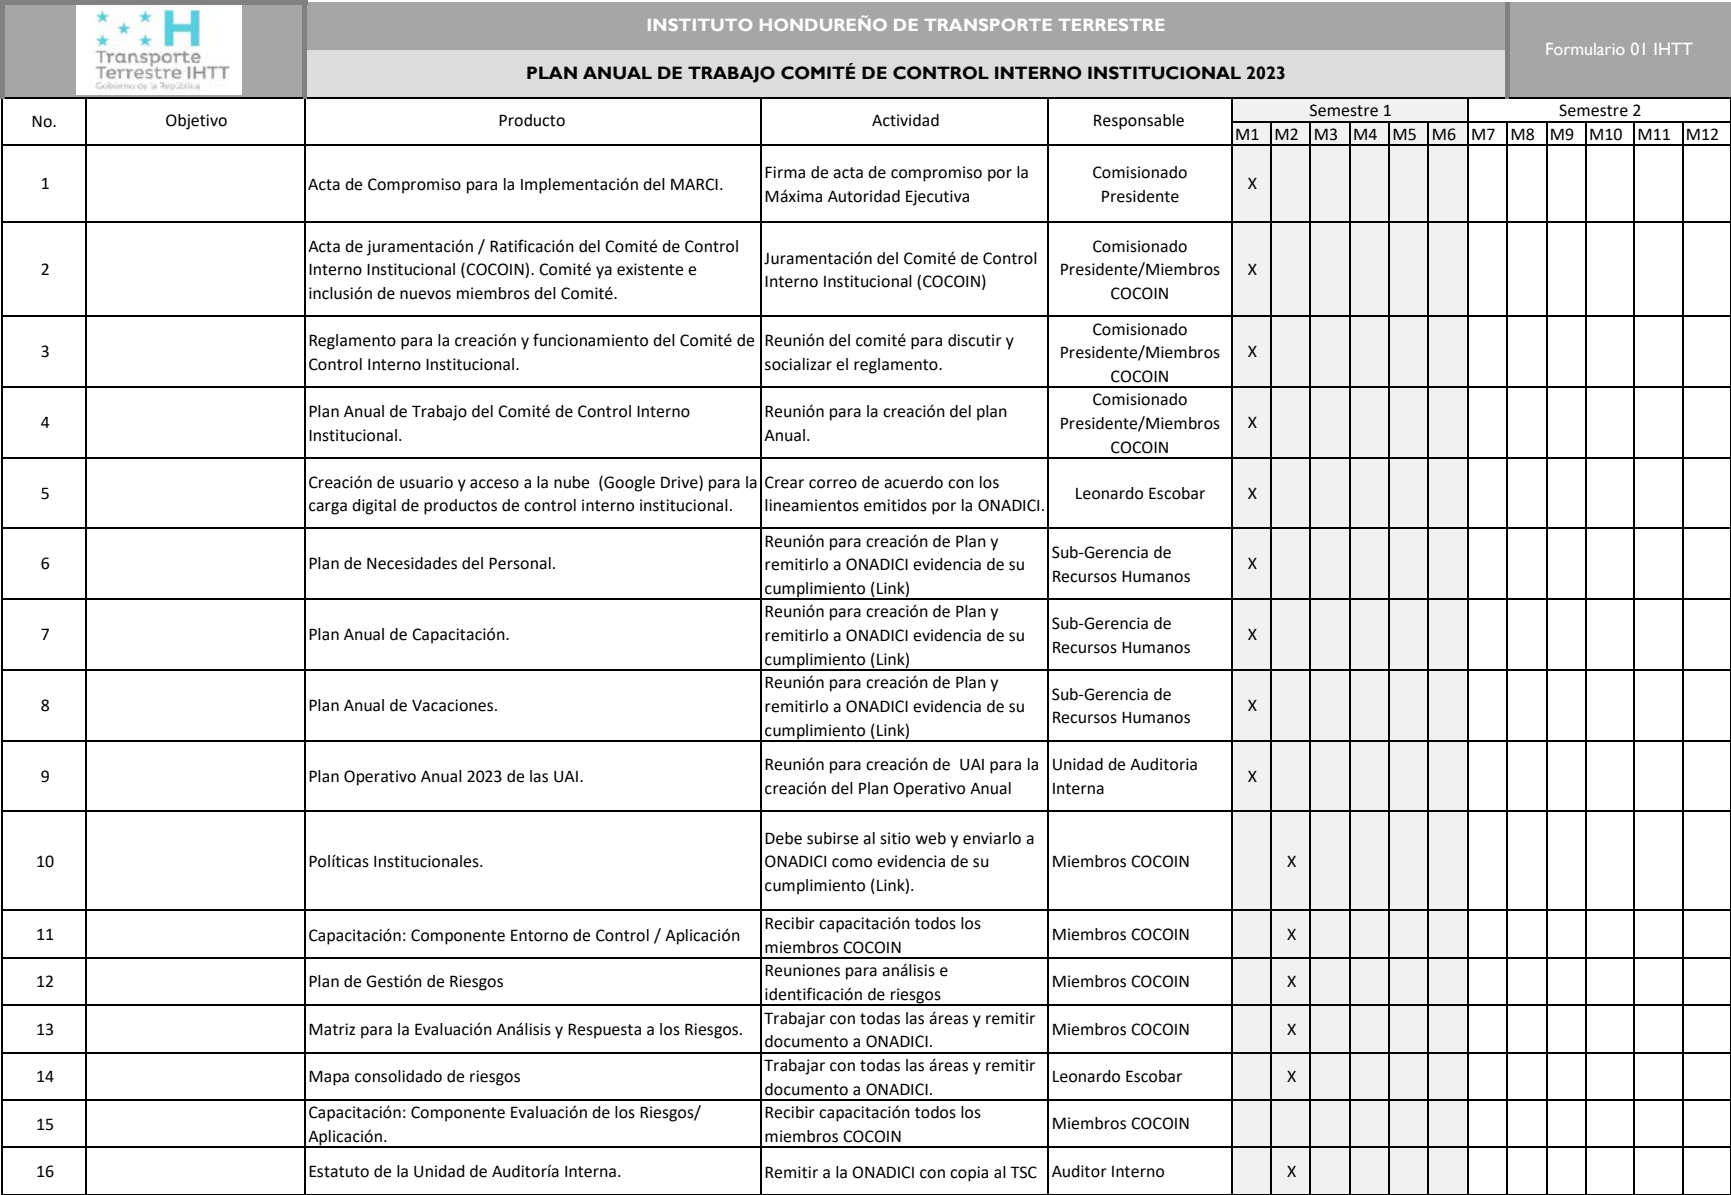 H
Transporte
Terrestre IHTT
Gobierno de la República
INSTITUTO HONDUREÑO DE TRANSPORTE TERRESTRE
PLAN ANUAL DE TRABAJO COMITÉ DE CONTROL INTERNO INSTITUCIONAL 2023
Formulario 01 IHTT
No.
Objetivo
Producto
Actividad
Responsable
Semestre 1
Semestre 2
M1 M2 M3 M4 M5 M6 M7 M8 M9 M10 M11 M12
1
Acta de Compromiso para la Implementación del MARCI.
Firma de acta de compromiso por la
Máxima Autoridad Ejecutiva
Comisionado
Presidente
X
2
Acta de juramentación / Ratificación del Comité de Control
Interno Institucional (COCOIN). Comité ya existente e
inclusión de nuevos miembros del Comité.
Juramentación del Comité de Control
Interno Institucional (COCOIN)
Comisionado
Presidente/Miembros
COCOIN
X
3
Reglamento para la creación y funcionamiento del Comité de
Control Interno Institucional.
Reunión del comité para discutir y
socializar el reglamento.
Comisionado
Presidente/Miembros
COCOIN
X
4
Plan Anual de Trabajo del Comité de Control Interno
Institucional.
Reunión para la creación del plan
Anual.
Comisionado
Presidente/Miembros
COCOIN
X
5
Creación de usuario y acceso a la nube (Google Drive) para la
carga digital de productos de control interno institucional.
Crear correo de acuerdo con los
lineamientos emitidos por la ONADICI.
Leonardo Escobar
X
6
Plan de Necesidades del Personal.
Reunión para creación de Plan y
remitirlo a ONADICI evidencia de su
cumplimiento (Link)
Sub-Gerencia de
Recursos Humanos
X
7
Plan Anual de Capacitación.
Reunión para creación de Plan y
remitirlo a ONADICI evidencia de su
cumplimiento (Link)
Sub-Gerencia de
Recursos Humanos
X
8
Plan Anual de Vacaciones.
Reunión para creación de Plan y
remitirlo a ONADICI evidencia de su
cumplimiento (Link)
Sub-Gerencia de
Recursos Humanos
X
9
Plan Operativo Anual 2023 de las UAI.
Reunión para creación de UAI para la
creación del Plan Operativo Anual
Unidad de Auditoria
Interna
X
10
Políticas Institucionales.
Debe subirse al sitio web y enviarlo a
ONADICI como evidencia de su
cumplimiento (Link).
Miembros COCOIN
X
11
Capacitación: Componente Entorno de Control / Aplicación
Recibir capacitación todos los
miembros COCOIN
Miembros COCOIN
X
12
Plan de Gestión de Riesgos
Reuniones para análisis e
identificación de riesgos
Miembros COCOIN
X
13
Matriz para la Evaluación Análisis y Respuesta a los Riesgos.
Trabajar con todas las áreas y remitir
documento a ONADICI.
Miembros COCOIN
X
14
Mapa consolidado de riesgos
Trabajar con todas las áreas y remitir
documento a ONADICI.
Leonardo Escobar
X
15
Capacitación: Componente Evaluación de los Riesgos/
Aplicación.
Recibir capacitación todos los
miembros COCOIN
Miembros COCOIN
16
Estatuto de la Unidad de Auditoría Interna.
Remitir a la ONADICI con copia al TSC
Auditor Interno
X